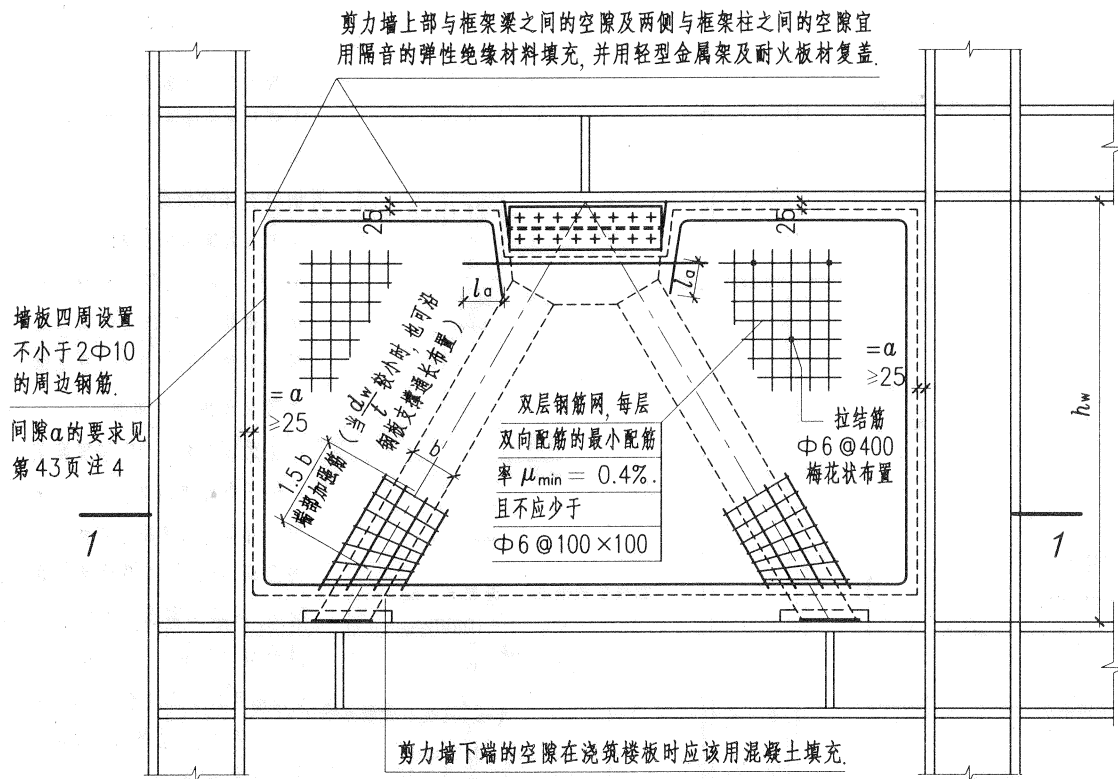 剪力墙上部与框架梁之间的空隙及两侧与框架柱之间的空隙宜
用隔音的弹性绝缘材料填充, 并用轻型金属架及耐火板材复盖.
25
25
la
la
墙板四周设置
不小于2Φ10
的周边钢筋.
间隙a的要求见
第43页注4
=a
≥25
1.5b
端部加强筋
(当dw/t较小时, 也可沿
钢板支撑通长布置)
b
双层钢筋网, 每层
双向配筋的最小配筋
率 μmin = 0.4%.
且不应少于
Φ6@100×100
=a
≥25
拉结筋
Φ6@400
梅花状布置
hw
1
1
剪力墙下端的空隙在浇筑楼板时应该用混凝土填充.